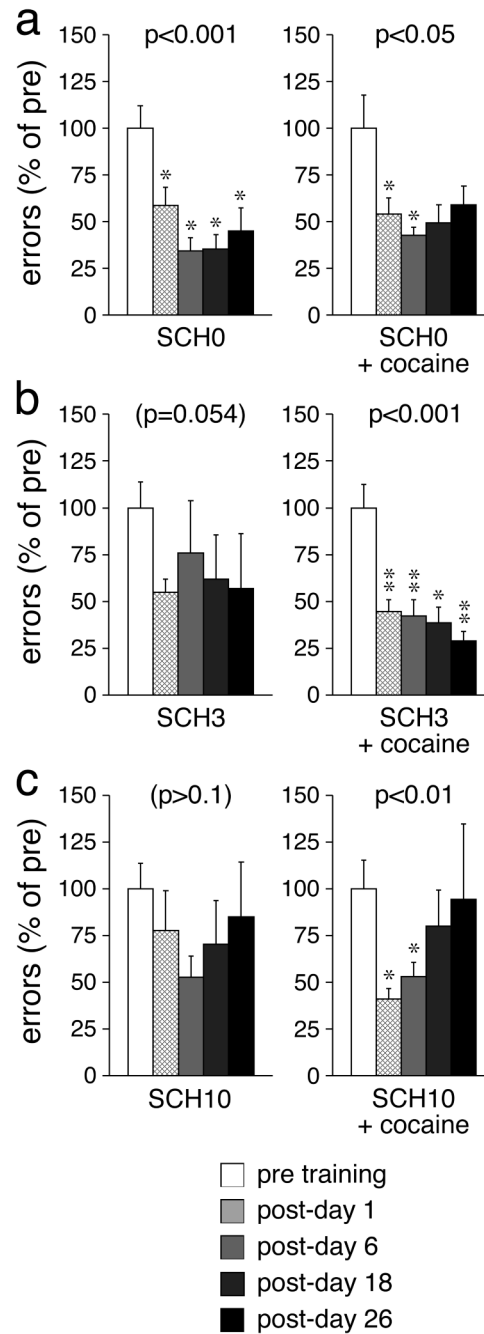 a
p<0.001
p<0.05
errors (% of pre)
150
125
100
75
50
25
0
*
*
*
*
SCH0
150
125
100
75
50
25
0
*
*
SCH0
+ cocaine
b
(p=0.054)
p<0.001
errors (% of pre)
150
125
100
75
50
25
0
SCH3
150
125
100
75
50
25
0
**
**
*
**
SCH3
+ cocaine
c
(p>0.1)
p<0.01
errors (% of pre)
150
125
100
75
50
25
0
SCH10
150
125
100
75
50
25
0
*
*
SCH10
+ cocaine
pre training
post-day 1
post-day 6
post-day 18
post-day 26